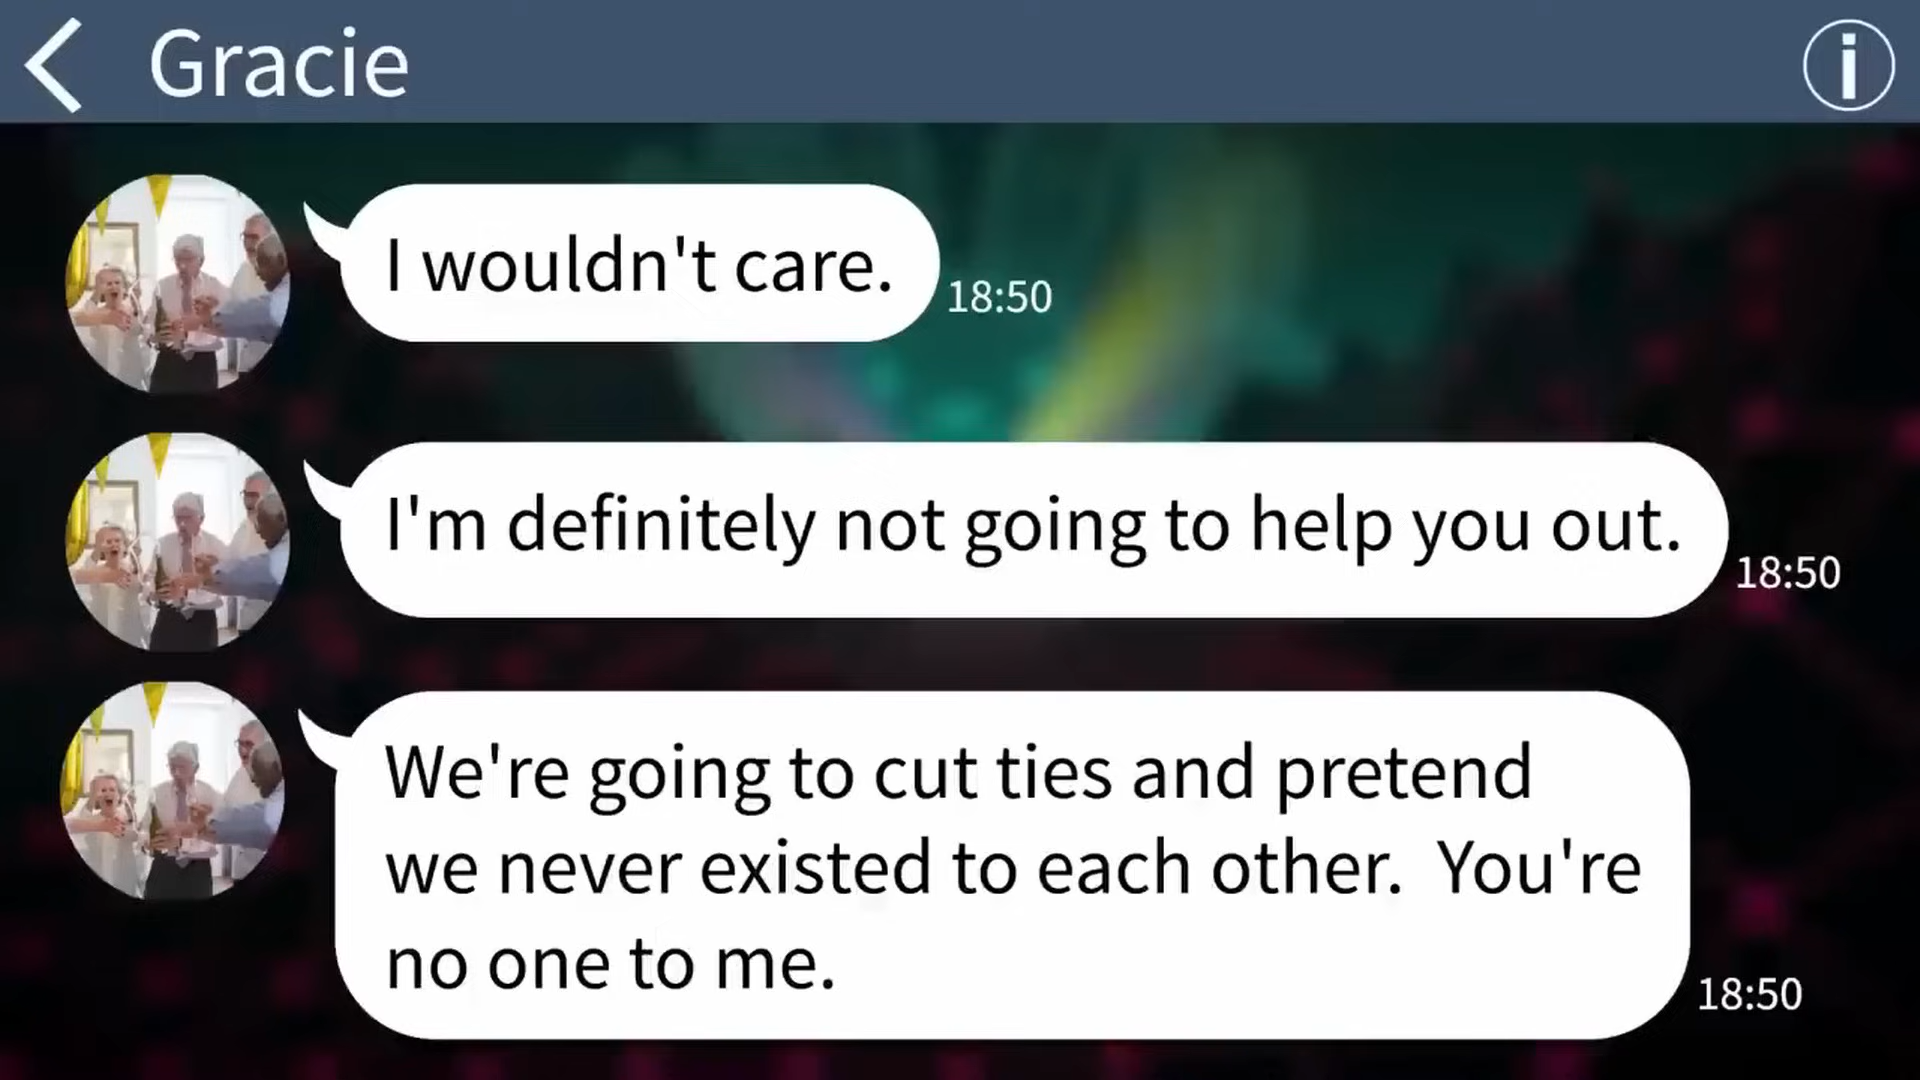 Gracie
I wouldn't care.
18:50
I'm definitely not going to help you out.
18:50
We're going to cut ties and pretend
we never existed to each other.  You're
no one to me.
18:50